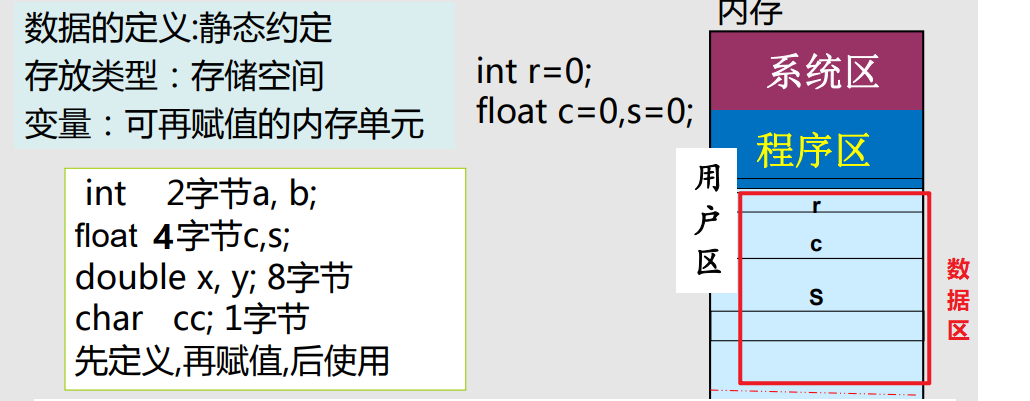 数据的定义:静态约定
存放类型：存储空间
变量：可再赋值的内存单元
int 2字节a, b;
float 4字节c,s;
double x, y; 8字节
char cc; 1字节
先定义,再赋值,后使用
int r=0;
float c=0,s=0;
内存
系统区
程序区
用户区
r
c
S
数据区